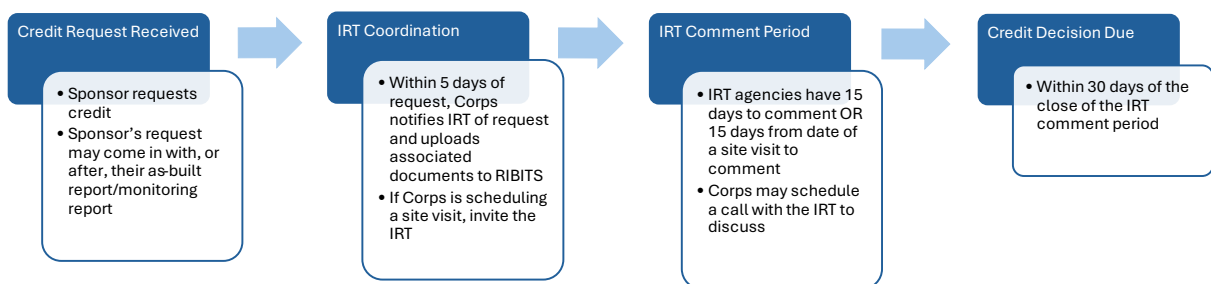 Credit Request Received
• Sponsor requests
credit
• Sponsor's request
may come in with, or
after, their as-built
report/monitoring
report
IRT Coordination
• Within 5 days of
request, Corps
notifies IRT of request
and uploads
associated
documents to RIBITS
• If Corps is scheduling
a site visit, invite the
IRT
IRT Comment Period
• IRT agencies have 15
days to comment OR
15 days from date of
a site visit to
comment
• Corps may schedule
a call with the IRT to
discuss
Credit Decision Due
• Within 30 days of the
close of the IRT
comment period